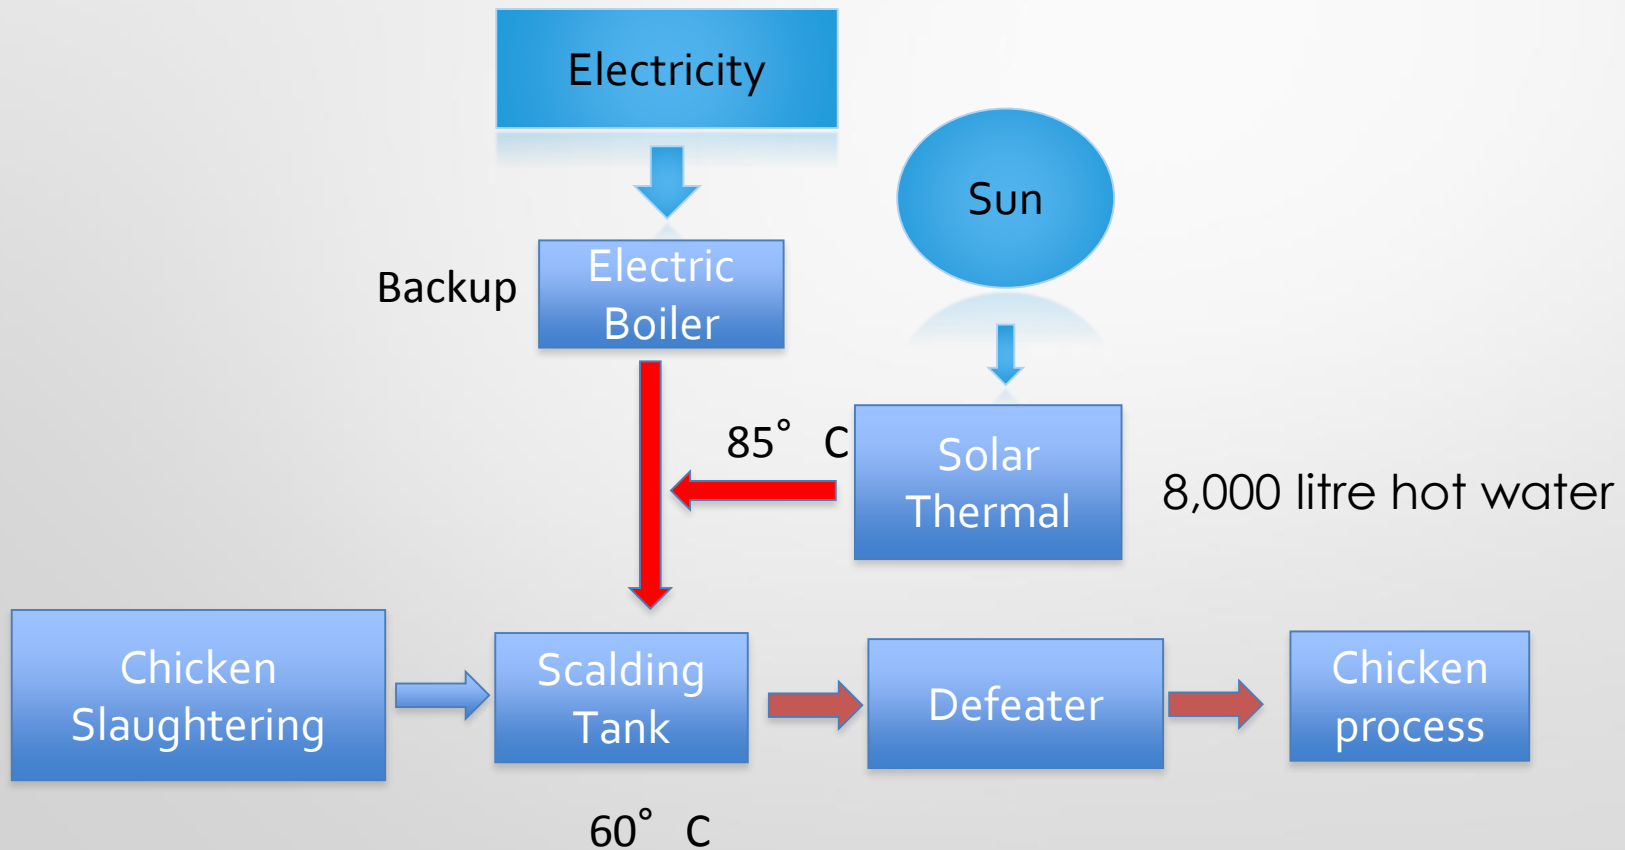 Electricity
Sun
Backup
Electric
Boiler
85° C
Solar
Thermal
8,000 litre hot water
Chicken
Slaughtering
Scalding
Tank
Defeater
Chicken
process
60° C